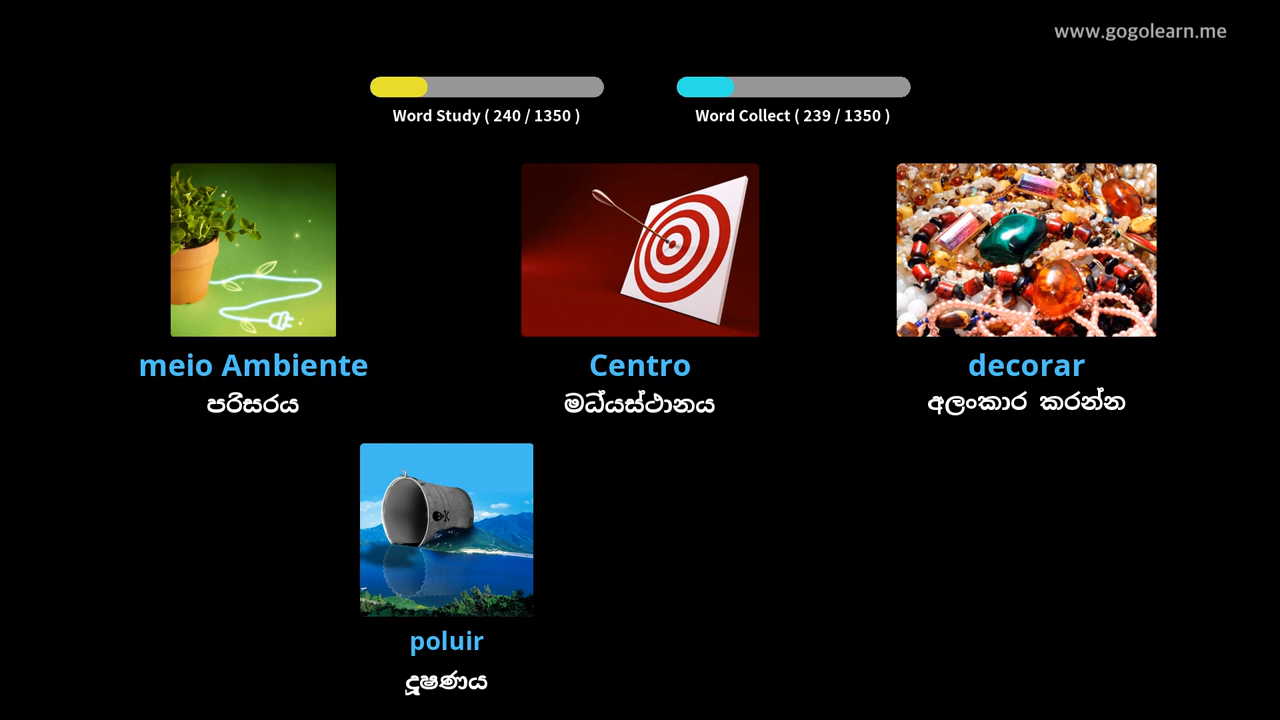 www.gogolearn.me
Word Study ( 240 / 1350 )
Word Collect ( 239 / 1350 )
meio Ambiente
Centro
decorar
පරිසරය
මධ්‍යස්ථානය
අලංකාර කරන්න
poluir
දූෂණය